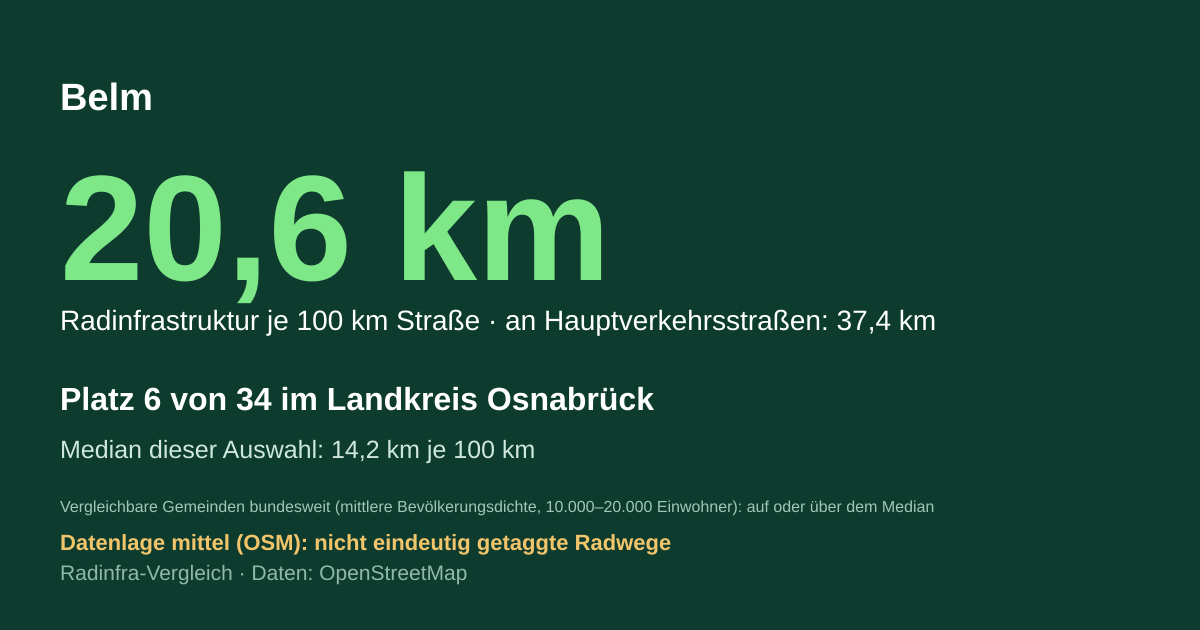 Belm
20,6 km
Radinfrastruktur je 100 km Straße · an Hauptverkehrsstraßen: 37,4 km
Platz 6 von 34 im Landkreis Osnabrück
Median dieser Auswahl: 14,2 km je 100 km
Vergleichbare Gemeinden bundesweit (mittlere Bevölkerungsdichte, 10.000–20.000 Einwohner): auf oder über dem Median
Datenlage mittel (OSM): nicht eindeutig getaggte Radwege
Radinfra-Vergleich · Daten: OpenStreetMap